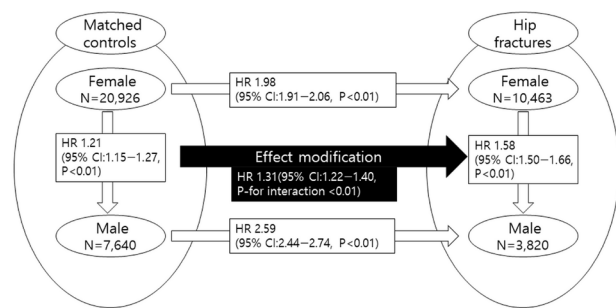 Matched
controls
Hip
fractures
Female
N=20,926
HR 1.98
(95% CI:1.91–2.06, P<0.01)
Female
N=10,463
HR 1.21
(95% CI:1.15–1.27,
P<0.01)
Effect modification
HR 1.31(95% CI:1.22–1.40,
P-for interaction <0.01)
HR 1.58
(95% CI:1.50–1.66,
P<0.01)
Male
N=7,640
HR 2.59
(95% CI:2.44–2.74, P<0.01)
Male
N=3,820